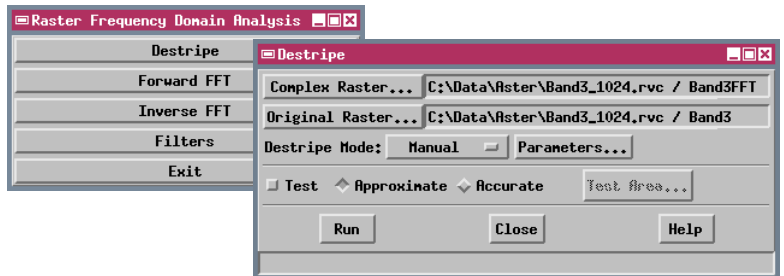 Raster Frequency Domain Analysis
Destripe
Forward FFT
Inverse FFT
Filters
Exit
Destripe
Complex Raster... C:\Data\Aster\Band3_1024.rvc / Band3FFT
Original Raster... C:\Data\Aster\Band3_1024.rvc / Band3
Destripe Mode: Manual Parameters...
Test Approximate Accurate Test Area...
Run Close Help